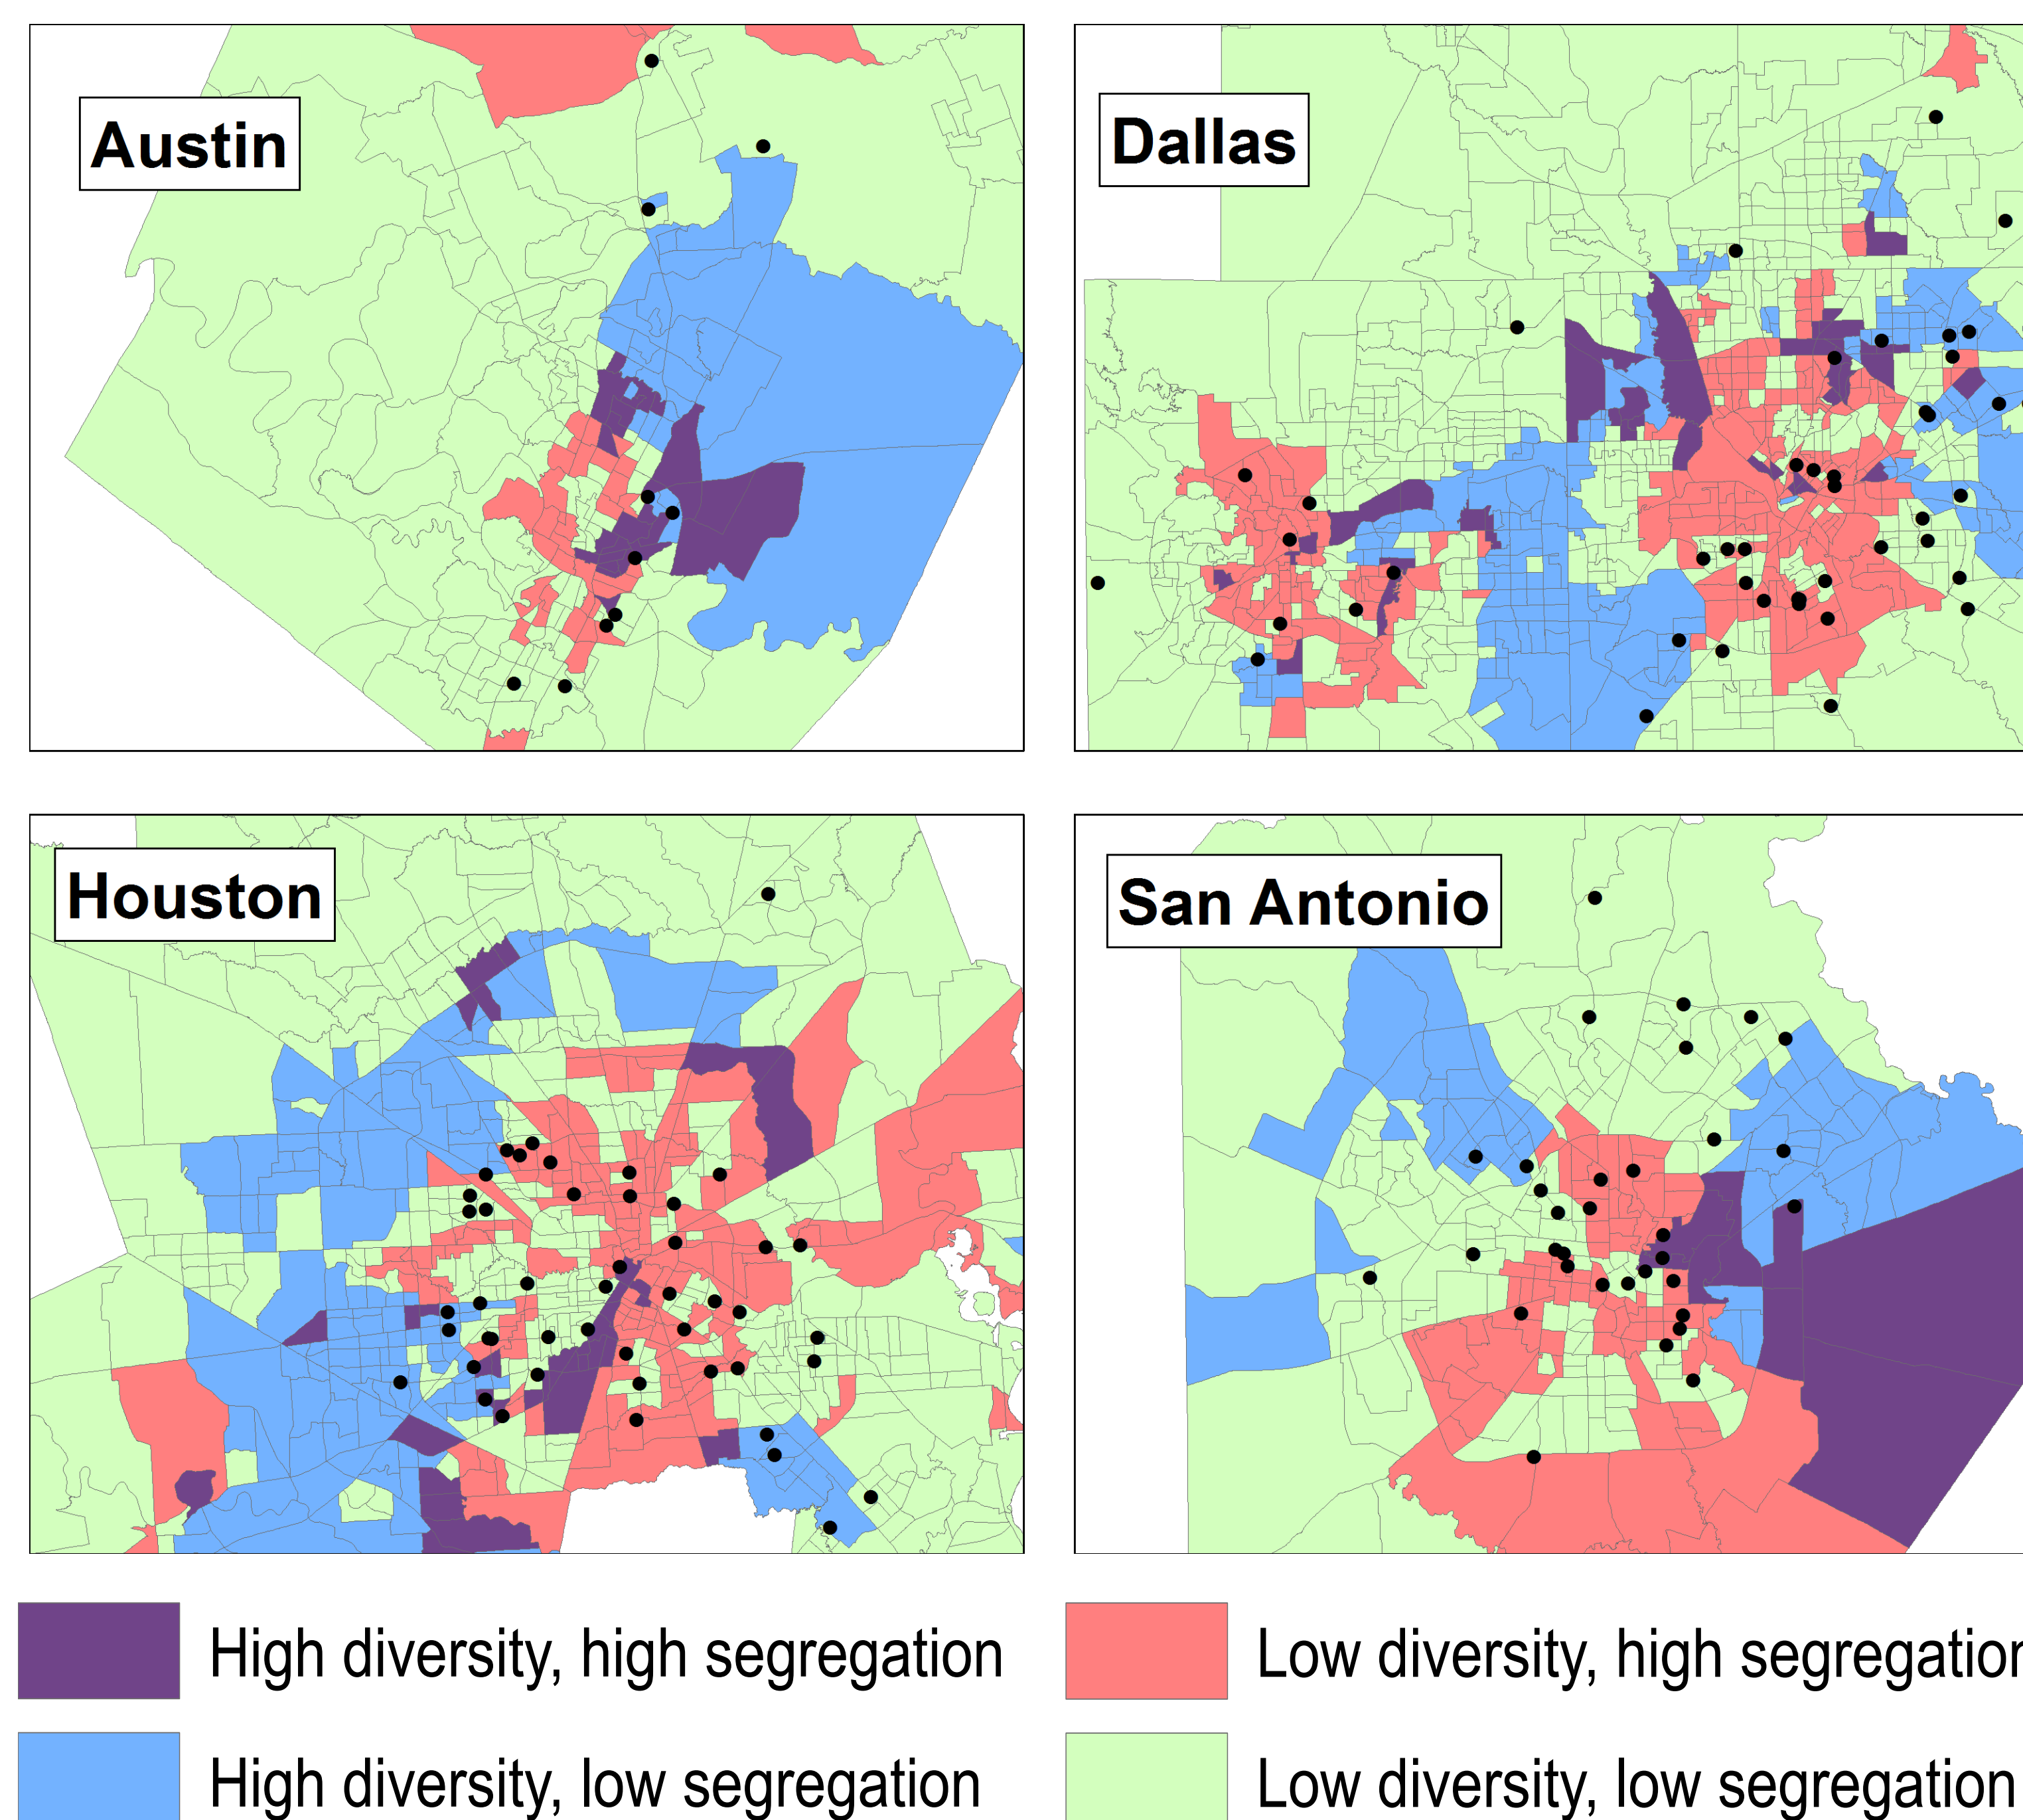 Austin
Dallas
Houston
San Antonio
High diversity, high segregation
Low diversity, high segregation
High diversity, low segregation
Low diversity, low segregation